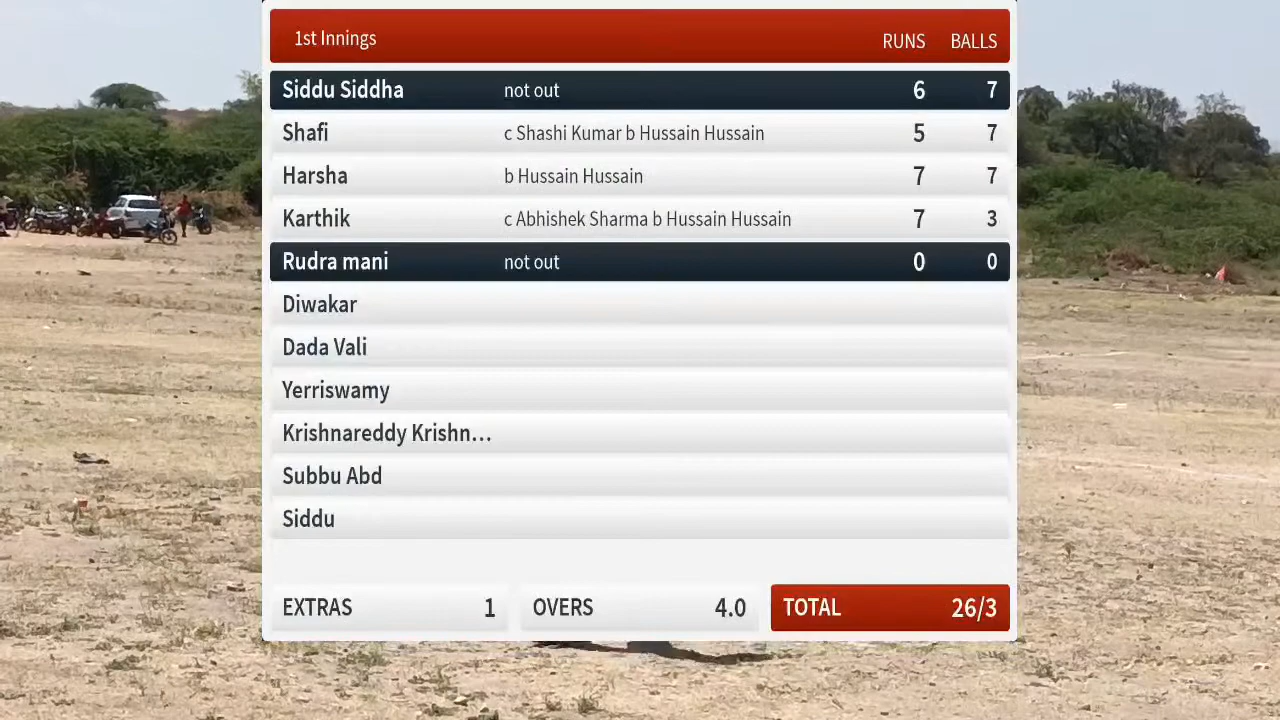 1st Innings RUNS BALLS
Siddu Siddha not out 6 7
Shafi c Shashi Kumar b Hussain Hussain 5 7
Harsha b Hussain Hussain 7 7
Karthik c Abhishek Sharma b Hussain Hussain 7 3
Rudra mani not out 0 0
Diwakar
Dada Vali
Yerriswamy
Krishnareddy Krishn...
Subbu Abd
Siddu
EXTRAS 1 OVERS 4.0 TOTAL 26/3